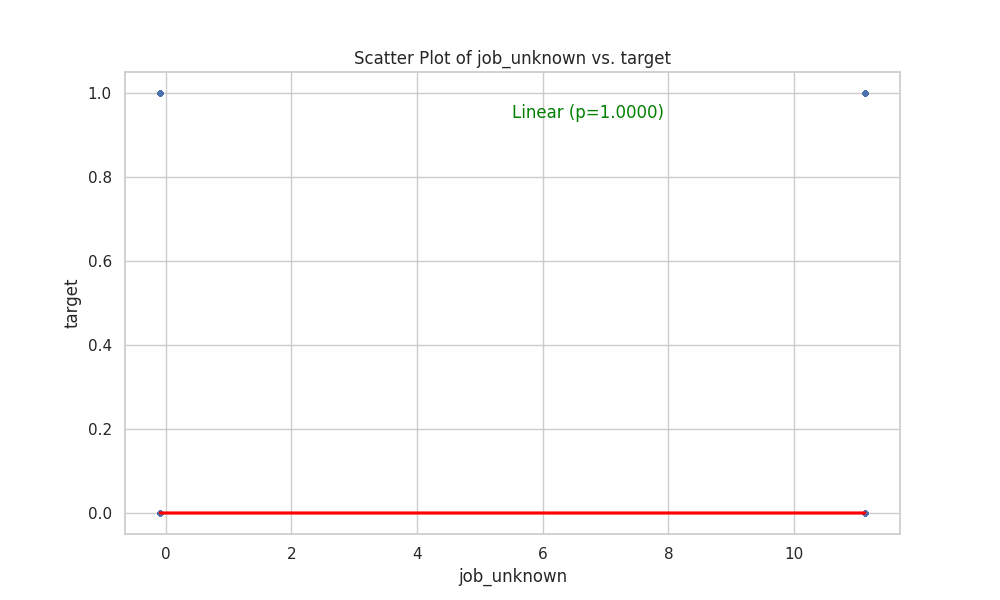 Scatter Plot of job_unknown vs. target
1.0
Linear (p=1.0000)
0.8
0.6
target
0.4
0.2
0.0
0 2 4 6 8 10
job_unknown